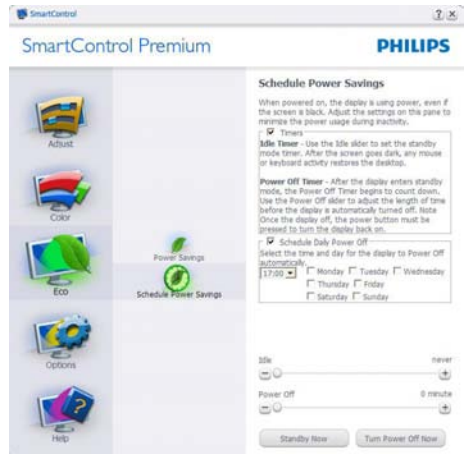 SmartControl
SmartControl Premium
PHILIPS
Adjust
Color
Eco
Options
Help
Power Savings
Schedule Power Savings
Schedule Power Savings
When powered on, the display is using power, even if
the screen is black. Adjust the settings on this pane to
minimize the power usage during inactivity.
Timers
Idle Timer - Use the Idle slider to set the standby
mode timer. After the screen goes dark, any mouse
or keyboard activity restores the desktop.
Power Off Timer - After the display enters standby
mode, the Power Off Timer begins to count down.
Use the Power Off slider to adjust the length of time
before the display is automatically turned off. Note
Once the display off, the power button must be
pressed to turn the display back on.
Schedule Daily Power Off
Select the time and day for the display to Power Off
automatically.
17:00 Monday Tuesday Wednesday
Thursday Friday
Saturday Sunday
Idle never
Power Off 0 minute
Standby Now Turn Power Off Now